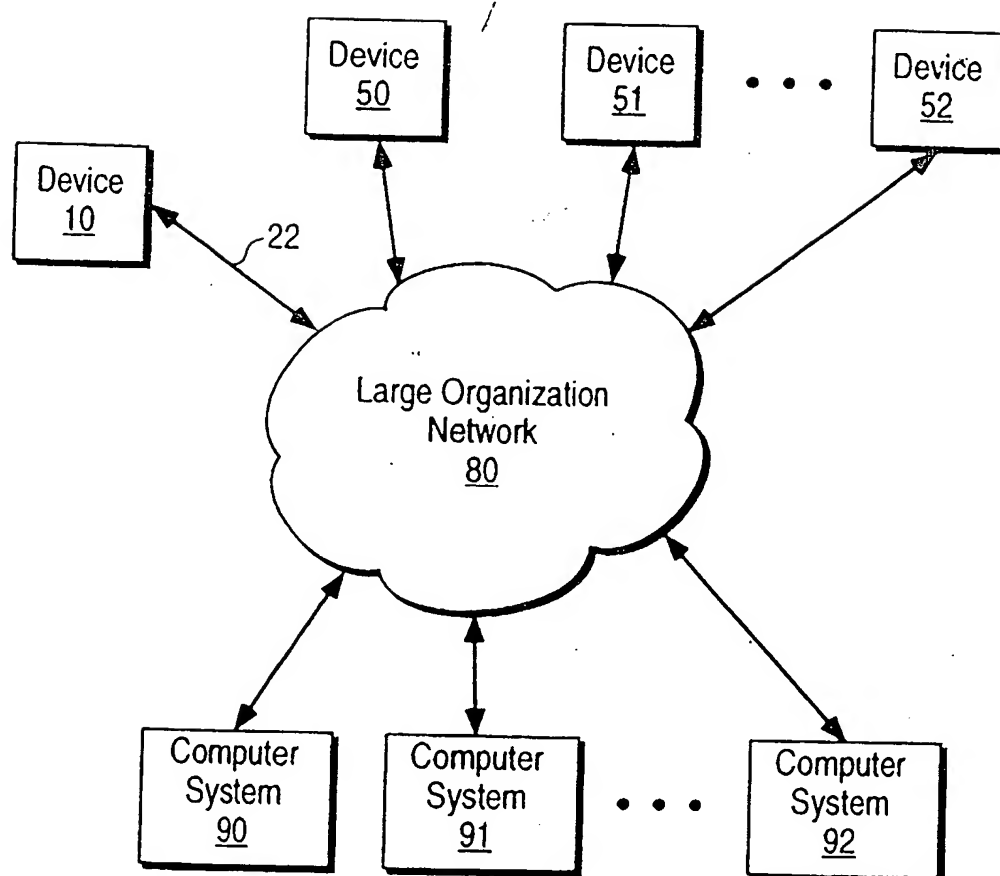 Device
50
Device
51
Device
52
Device
10
22
Large Organization
Network
80
Computer
System
90
Computer
System
91
Computer
System
92